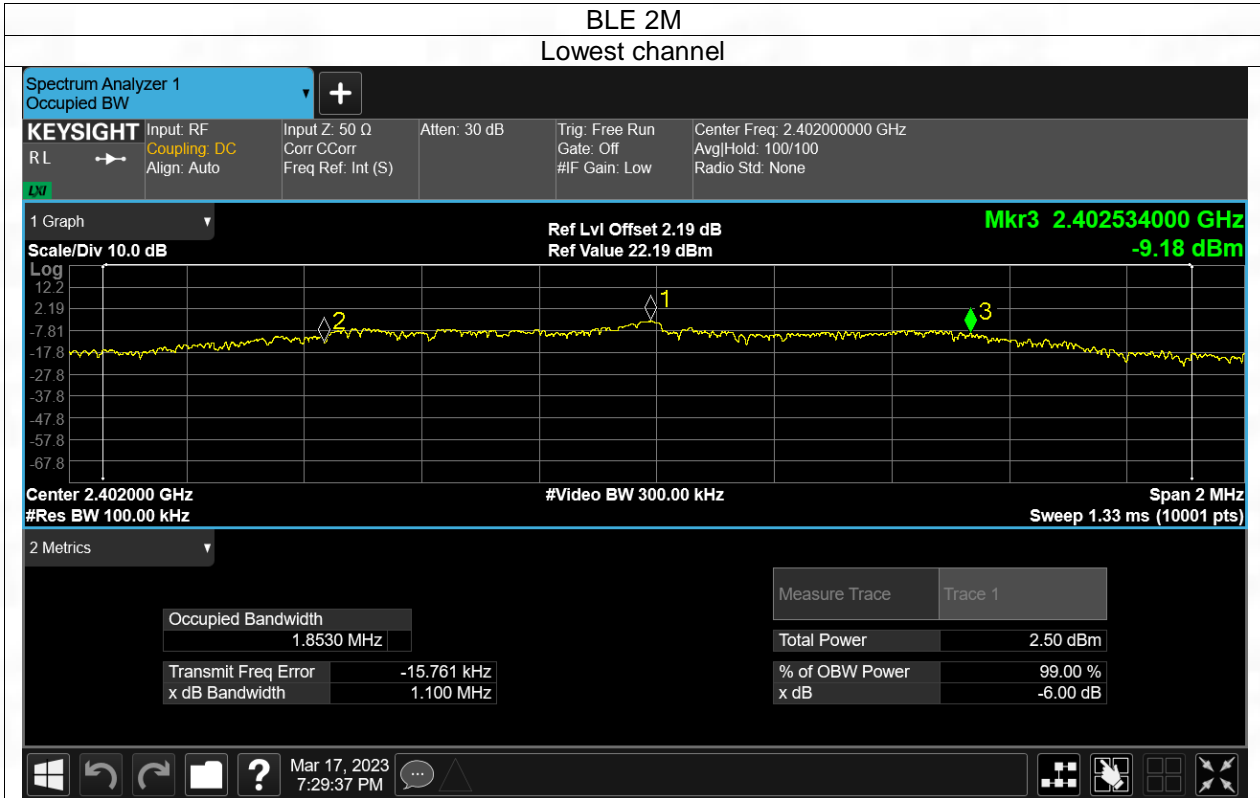 BLE 2M
Lowest channel
Spectrum Analyzer 1
Occupied BW
KEYSIGHT Input: RF Input Z: 50 Ω Atten: 30 dB Trig: Free Run Center Freq: 2.402000000 GHz
RL Coupling: DC Corr CCorr Gate: Off Avg|Hold: 100/100
Align: Auto Freq Ref: Int (S) #IF Gain: Low Radio Std: None
LXI
1 Graph Ref Lvl Offset 2.19 dB Mkr3 2.402534000 GHz
Scale/Div 10.0 dB Ref Value 22.19 dBm -9.18 dBm
Log
12.2
2.19
-7.81
-17.8
-27.8
-37.8
-47.8
-57.8
-67.8
2 1 3
Center 2.402000 GHz #Video BW 300.00 kHz Span 2 MHz
#Res BW 100.00 kHz Sweep 1.33 ms (10001 pts)
2 Metrics
Measure Trace Trace 1
Occupied Bandwidth
1.8530 MHz Total Power 2.50 dBm
Transmit Freq Error -15.761 kHz % of OBW Power 99.00 %
x dB Bandwidth 1.100 MHz x dB -6.00 dB
? Mar 17, 2023
7:29:37 PM